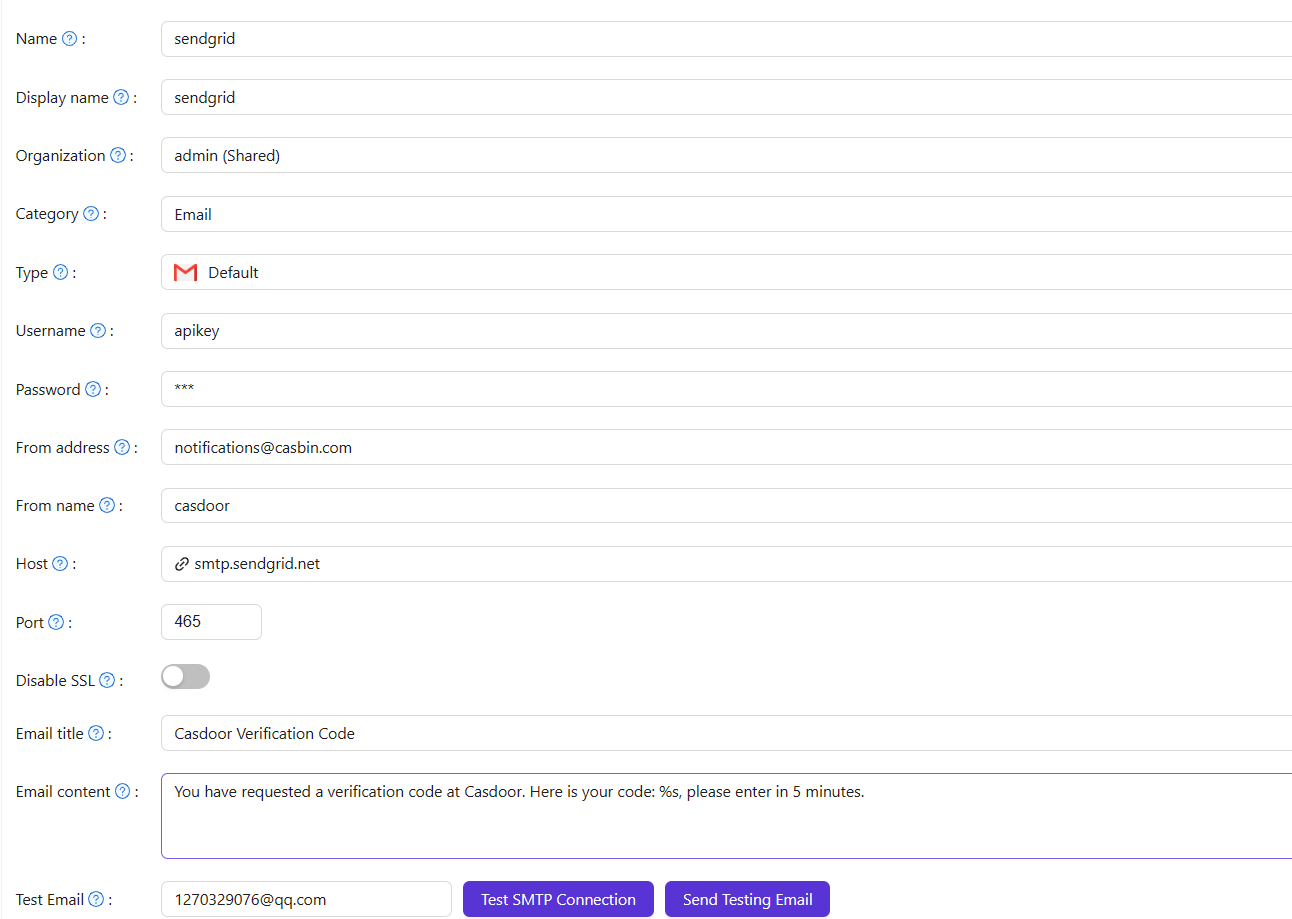 Name ? : sendgrid
Display name ? : sendgrid
Organization ? : admin (Shared)
Category ? : Email
Type ? : Default
Username ? : apikey
Password ? : ***
From address ? : notifications@casbin.com
From name ? : casdoor
Host ? : smtp.sendgrid.net
Port ? : 465
Disable SSL ? :
Email title ? : Casdoor Verification Code
Email content ? : You have requested a verification code at Casdoor. Here is your code: %s, please enter in 5 minutes.
Test Email ? : 1270329076@qq.com Test SMTP Connection Send Testing Email